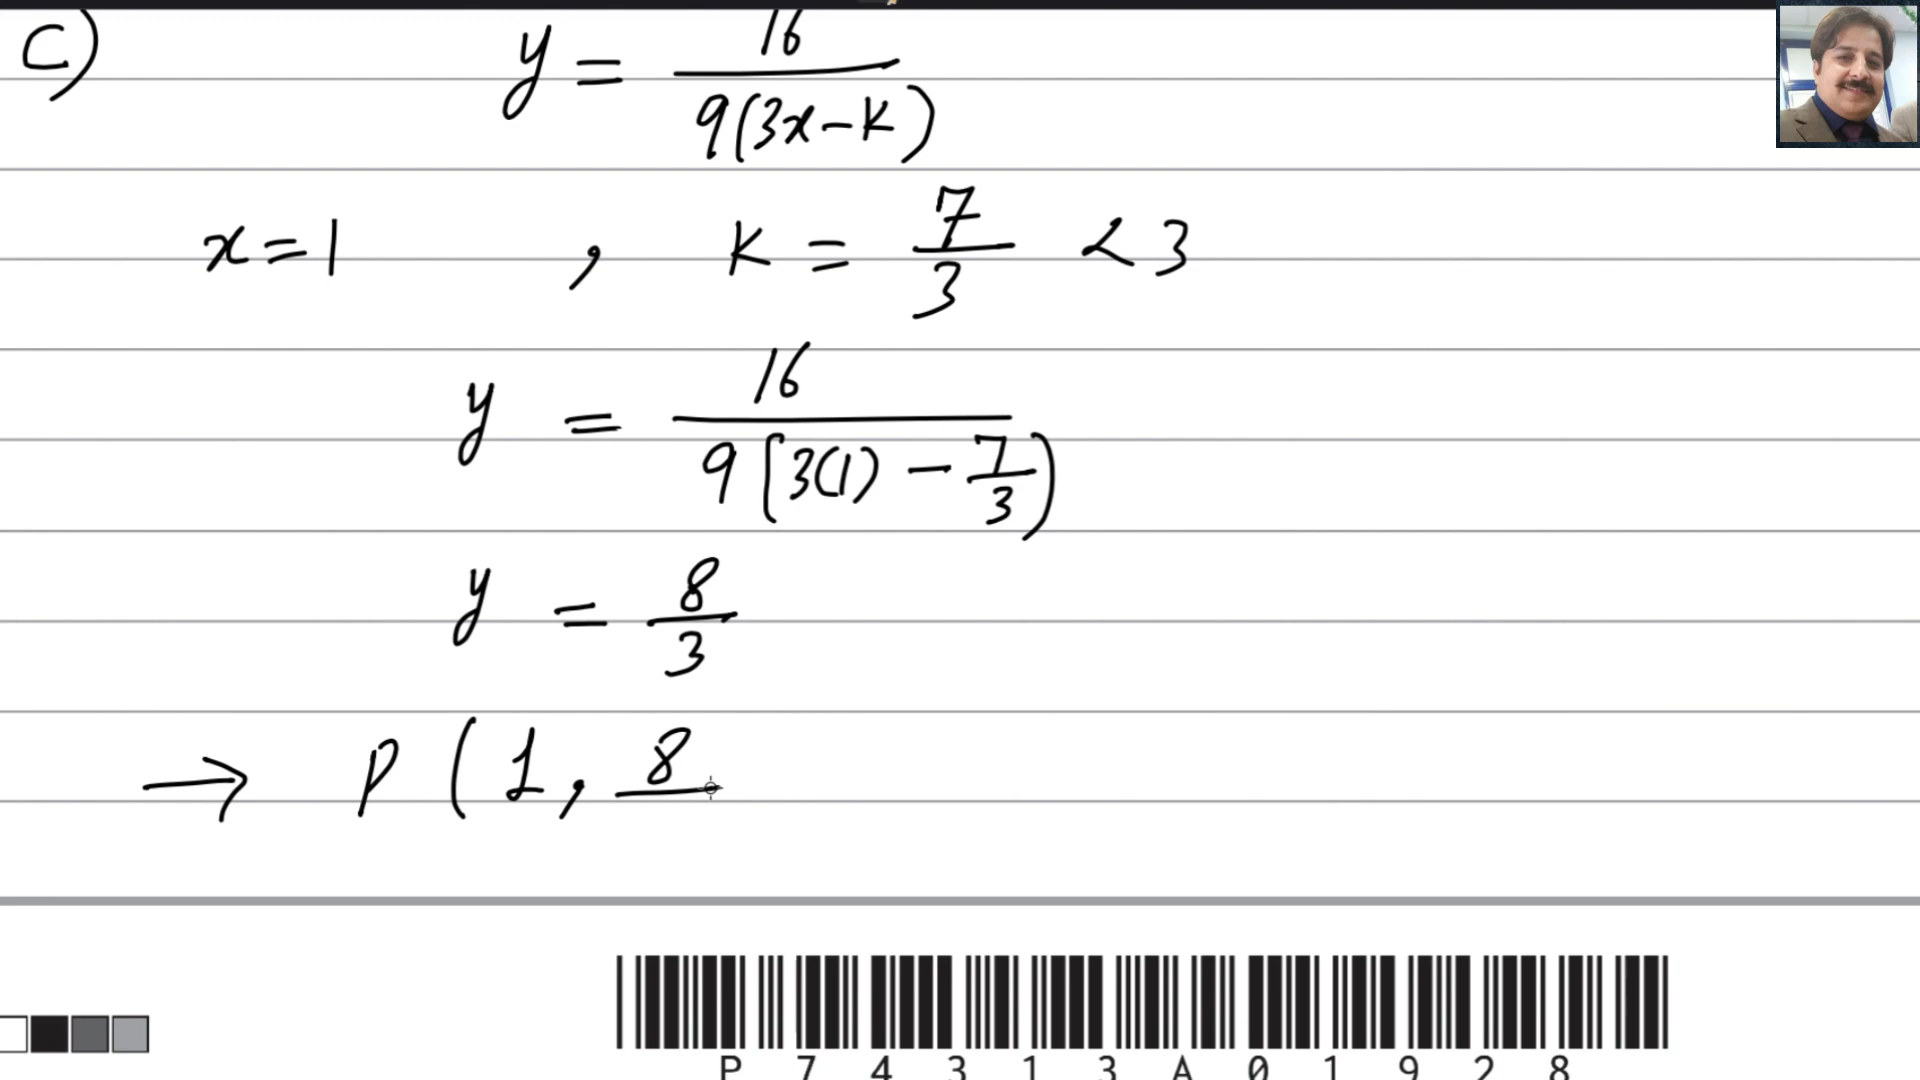 c) y = 16 / 9(3x - k)
x = 1 , k = 7/3 < 3
y = 16 / 9[3(1) - 7/3)
y = 8/3
→ P (1, 8
P 7 4 3 1 3 A 0 1 9 2 8